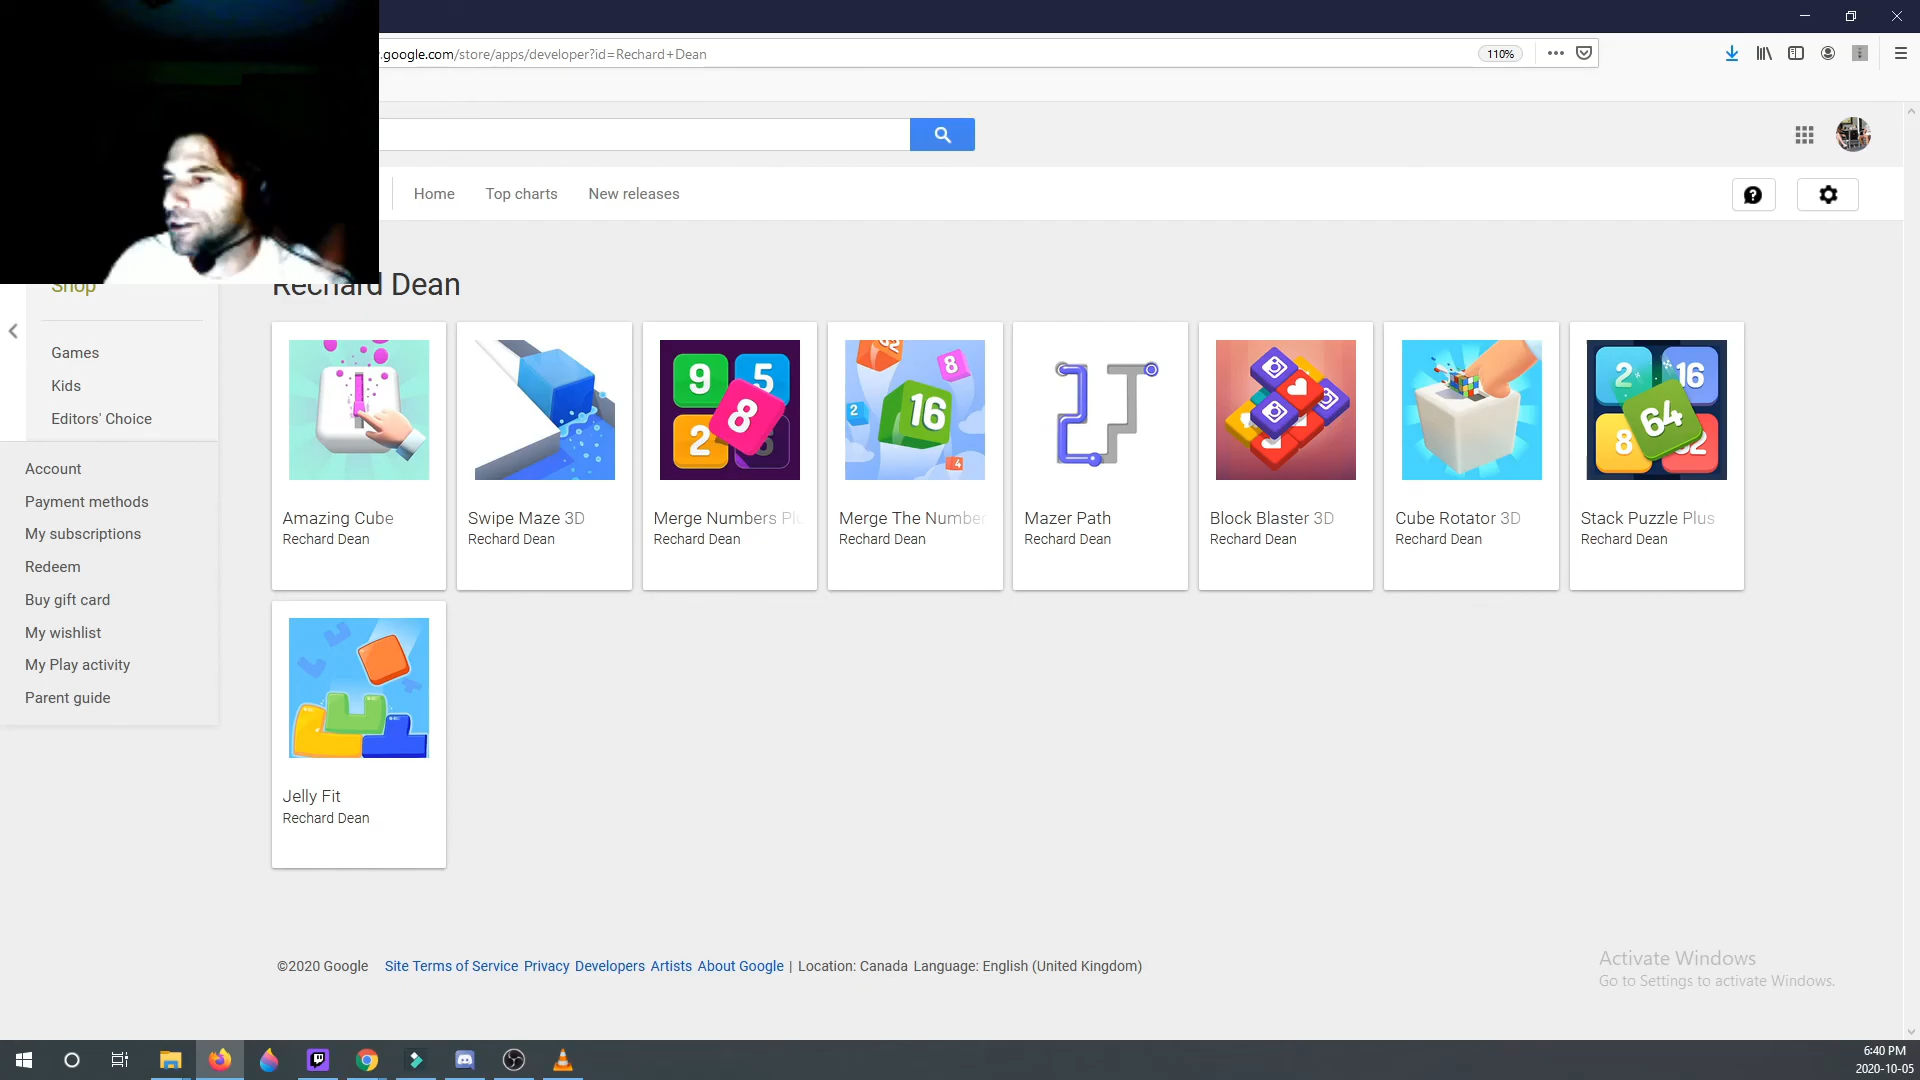 .google.com/store/apps/developer?id=Rechard+Dean
110%
Home
Top charts
New releases
Rechard Dean
Shop
Games
Kids
Editors' Choice
Account
Payment methods
My subscriptions
Redeem
Buy gift card
My wishlist
My Play activity
Parent guide
9
5
8
2
8
16
2
4
2
16
64
8
Amazing Cube
Rechard Dean
Swipe Maze 3D
Rechard Dean
Merge Numbers Plu
Rechard Dean
Merge The Number
Rechard Dean
Mazer Path
Rechard Dean
Block Blaster 3D
Rechard Dean
Cube Rotator 3D
Rechard Dean
Stack Puzzle Plus
Rechard Dean
Jelly Fit
Rechard Dean
©2020 Google Site Terms of Service Privacy Developers Artists About Google | Location: Canada Language: English (United Kingdom)
Activate Windows
Go to Settings to activate Windows.
6:40 PM
2020-10-05